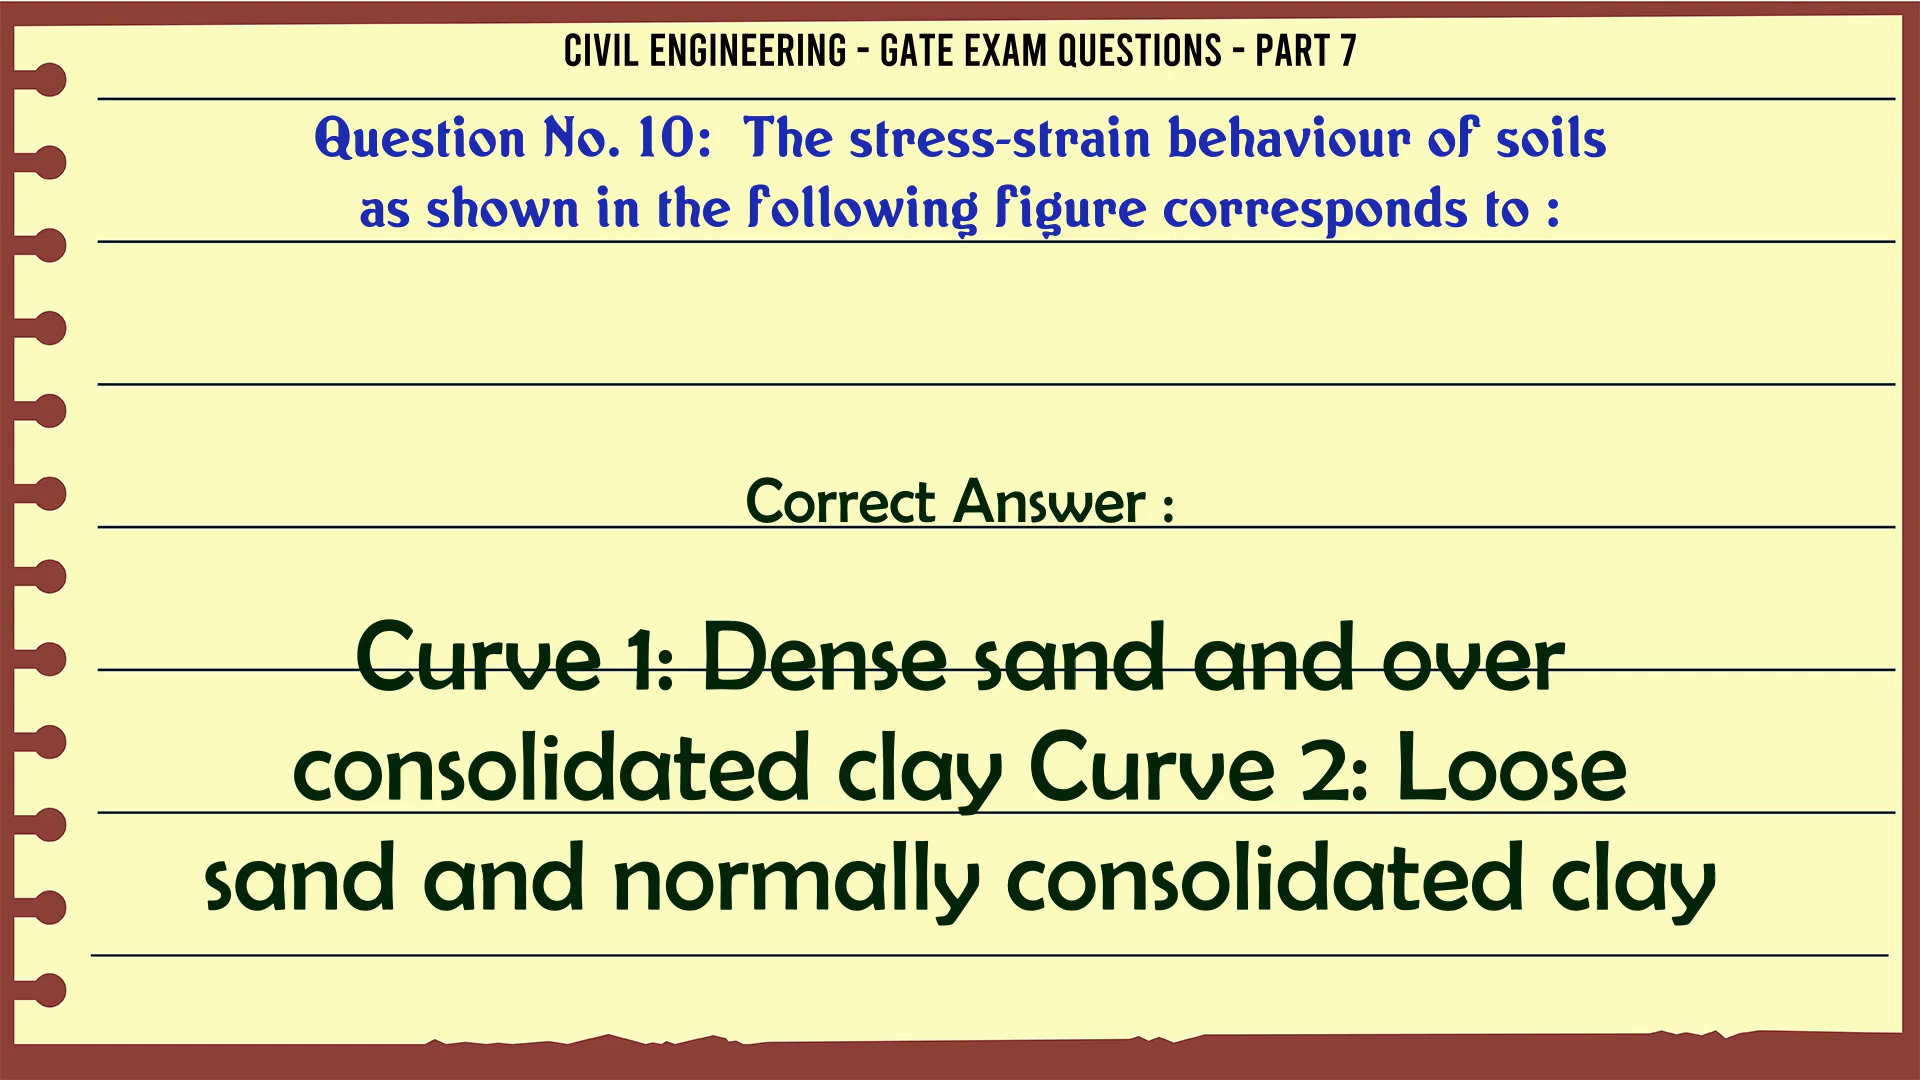 CIVIL ENGINEERING - GATE EXAM QUESTIONS - PART 7
Question No. 10: The stress-strain behaviour of soils
as shown in the following figure corresponds to :
Correct Answer :
Curve 1: Dense sand and over
consolidated clay Curve 2: Loose
sand and normally consolidated clay